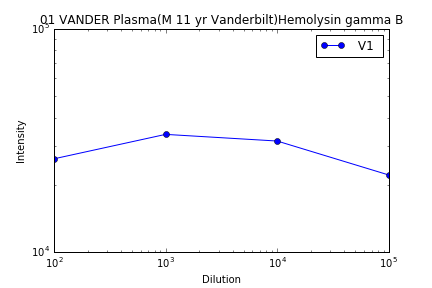 01 VANDER Plasma(M 11 yr Vanderbilt)Hemolysin gamma B
10^5
V1
Intensity
10^4
10^2 10^3 10^4 10^5
Dilution